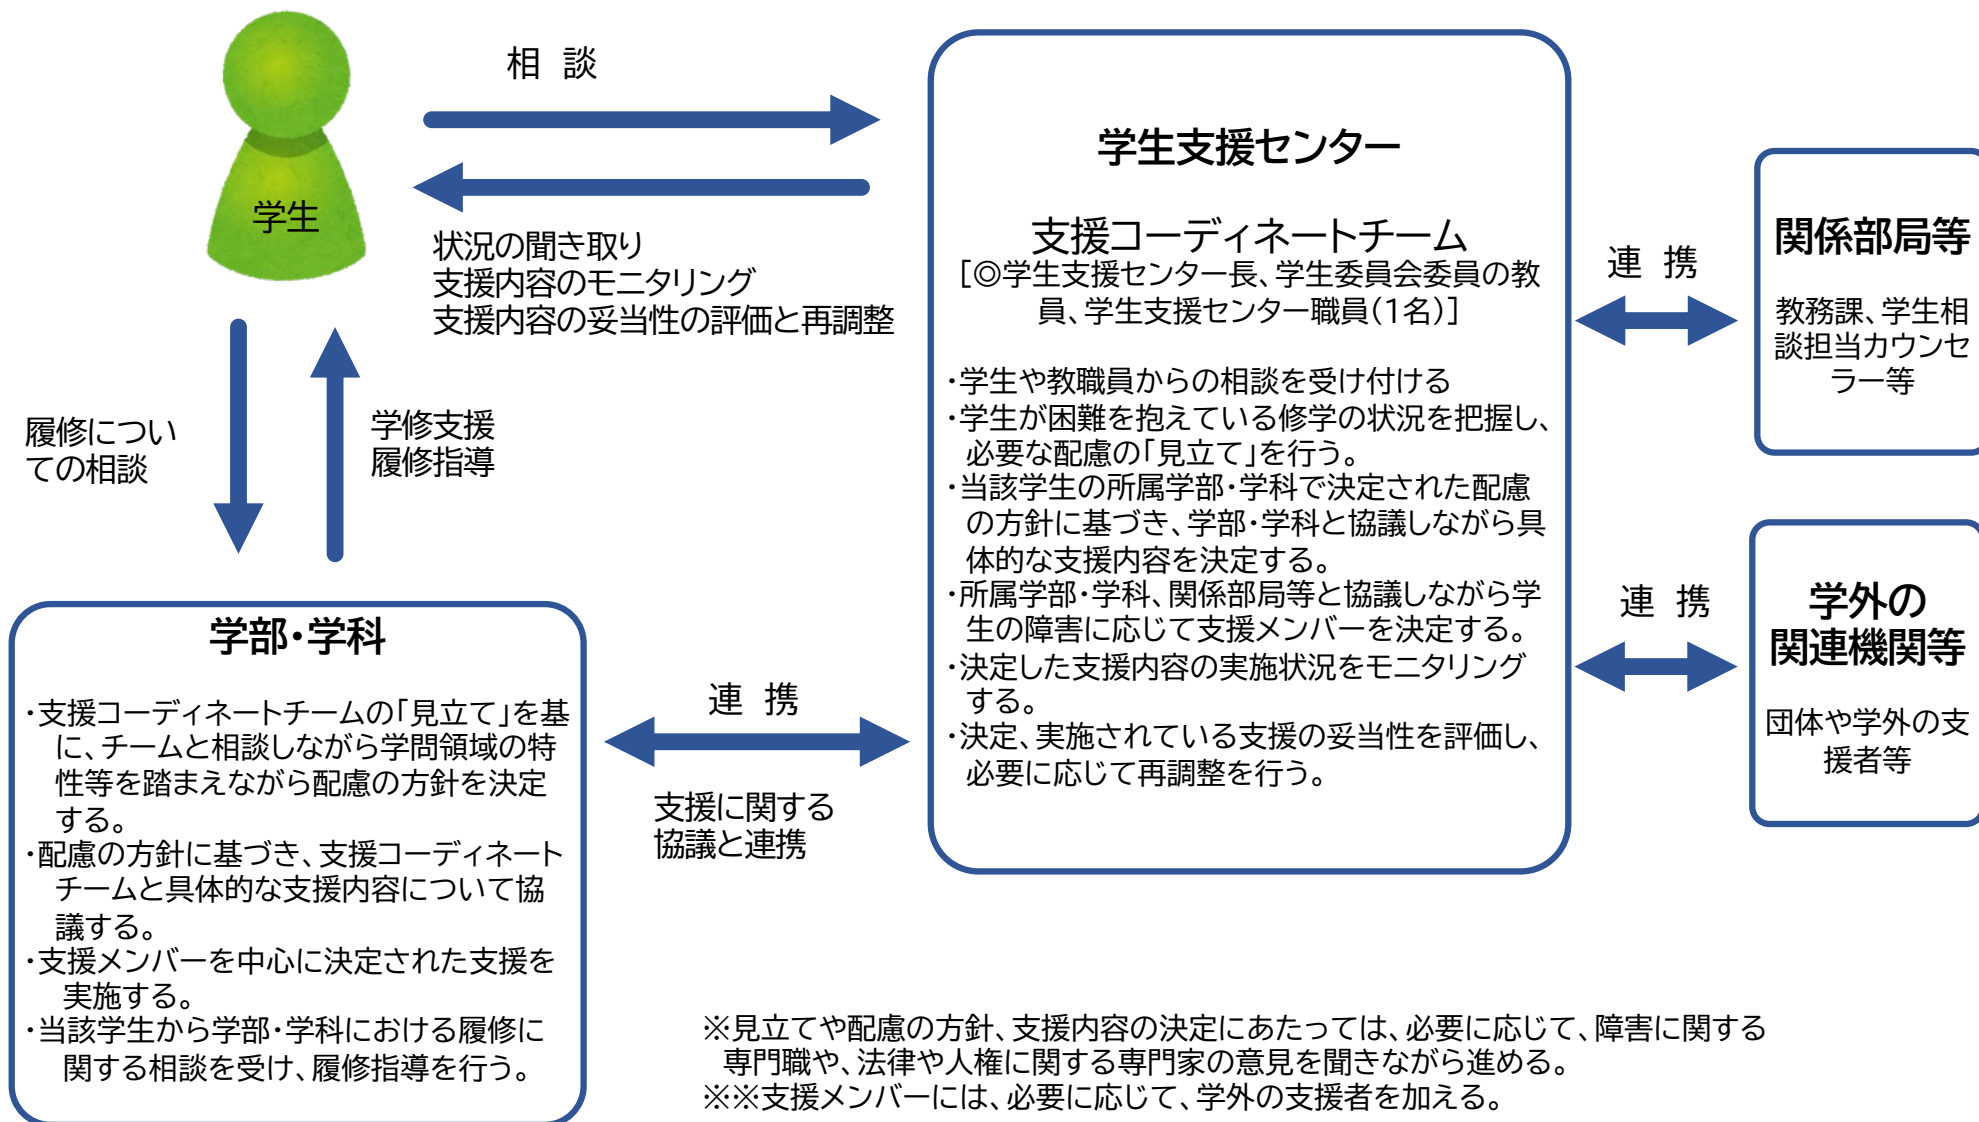 相 談
学生
状況の聞き取り
支援内容のモニタリング
支援内容の妥当性の評価と再調整
履修につい
ての相談
学修支援
履修指導
学生支援センター
支援コーディネートチーム
[◎学生支援センター長、学生委員会委員の教
員、学生支援センター職員(1名)]
・学生や教職員からの相談を受け付ける
・学生が困難を抱えている修学の状況を把握し、
必要な配慮の「見立て」を行う。
・当該学生の所属学部・学科で決定された配慮
の方針に基づき、学部・学科と協議しながら具
体的な支援内容を決定する。
・所属学部・学科、関係部局等と協議しながら学
生の障害に応じて支援メンバーを決定する。
・決定した支援内容の実施状況をモニタリング
する。
・決定、実施されている支援の妥当性を評価し、
必要に応じて再調整を行う。
連 携
関係部局等
教務課、学生相
談担当カウンセ
ラー等
連 携
学外の
関連機関等
団体や学外の支
援者等
学部・学科
・支援コーディネートチームの「見立て」を基
に、チームと相談しながら学問領域の特
性等を踏まえながら配慮の方針を決定
する。
・配慮の方針に基づき、支援コーディネート
チームと具体的な支援内容について協
議する。
・支援メンバーを中心に決定された支援を
実施する。
・当該学生から学部・学科における履修に
関する相談を受け、履修指導を行う。
連 携
支援に関する
協議と連携
※見立てや配慮の方針、支援内容の決定にあたっては、必要に応じて、障害に関する
専門職や、法律や人権に関する専門家の意見を聞きながら進める。
※※支援メンバーには、必要に応じて、学外の支援者を加える。